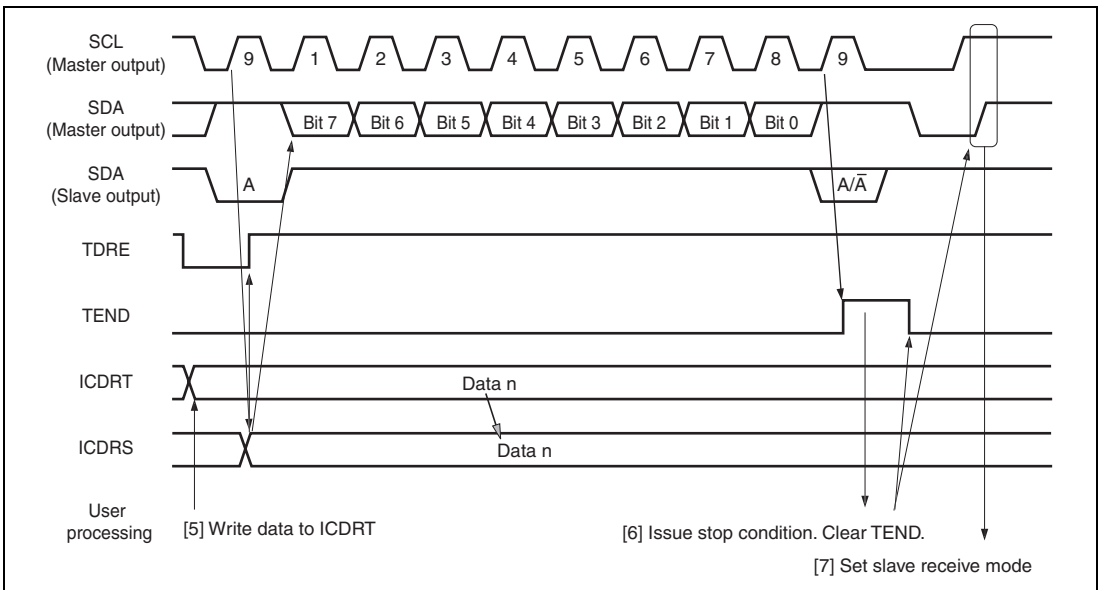 SCL
(Master output)
9 1 2 3 4 5 6 7 8 9
SDA
(Master output)
Bit 7 Bit 6 Bit 5 Bit 4 Bit 3 Bit 2 Bit 1 Bit 0
SDA
(Slave output)
A A/A̅
TDRE
TEND
ICDRT
Data n
ICDRS
Data n
User
processing
[5] Write data to ICDRT
[6] Issue stop condition. Clear TEND.
[7] Set slave receive mode